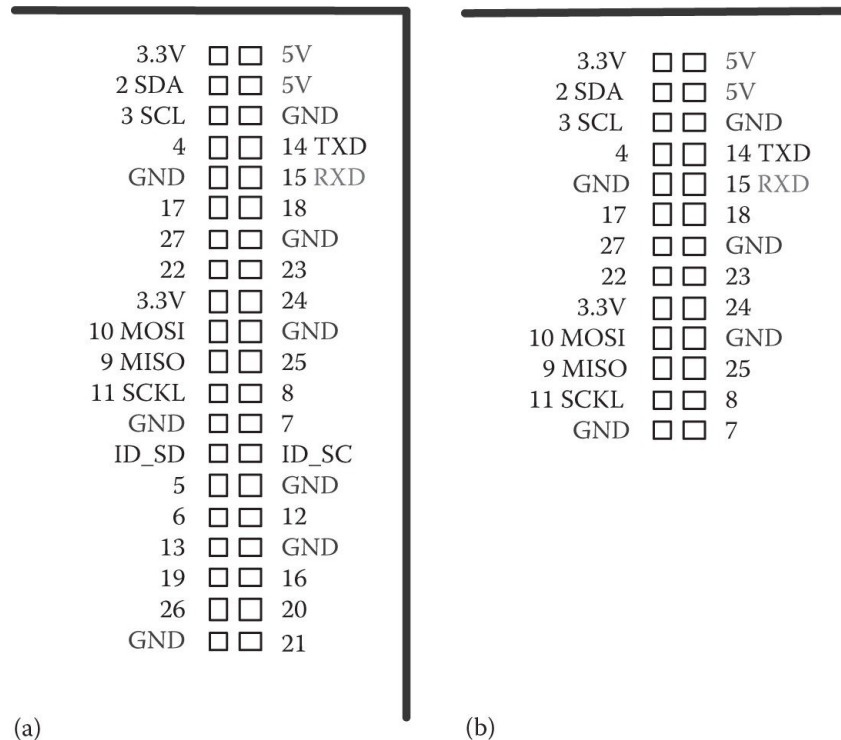 3.3V 5V
2 SDA 5V
3 SCL GND
4 14 TXD
GND 15 RXD
17 18
27 GND
22 23
3.3V 24
10 MOSI GND
9 MISO 25
11 SCKL 8
GND 7
ID_SD ID_SC
5 GND
6 12
13 GND
19 16
26 20
GND 21
(a)
3.3V 5V
2 SDA 5V
3 SCL GND
4 14 TXD
GND 15 RXD
17 18
27 GND
22 23
3.3V 24
10 MOSI GND
9 MISO 25
11 SCKL 8
GND 7
(b)